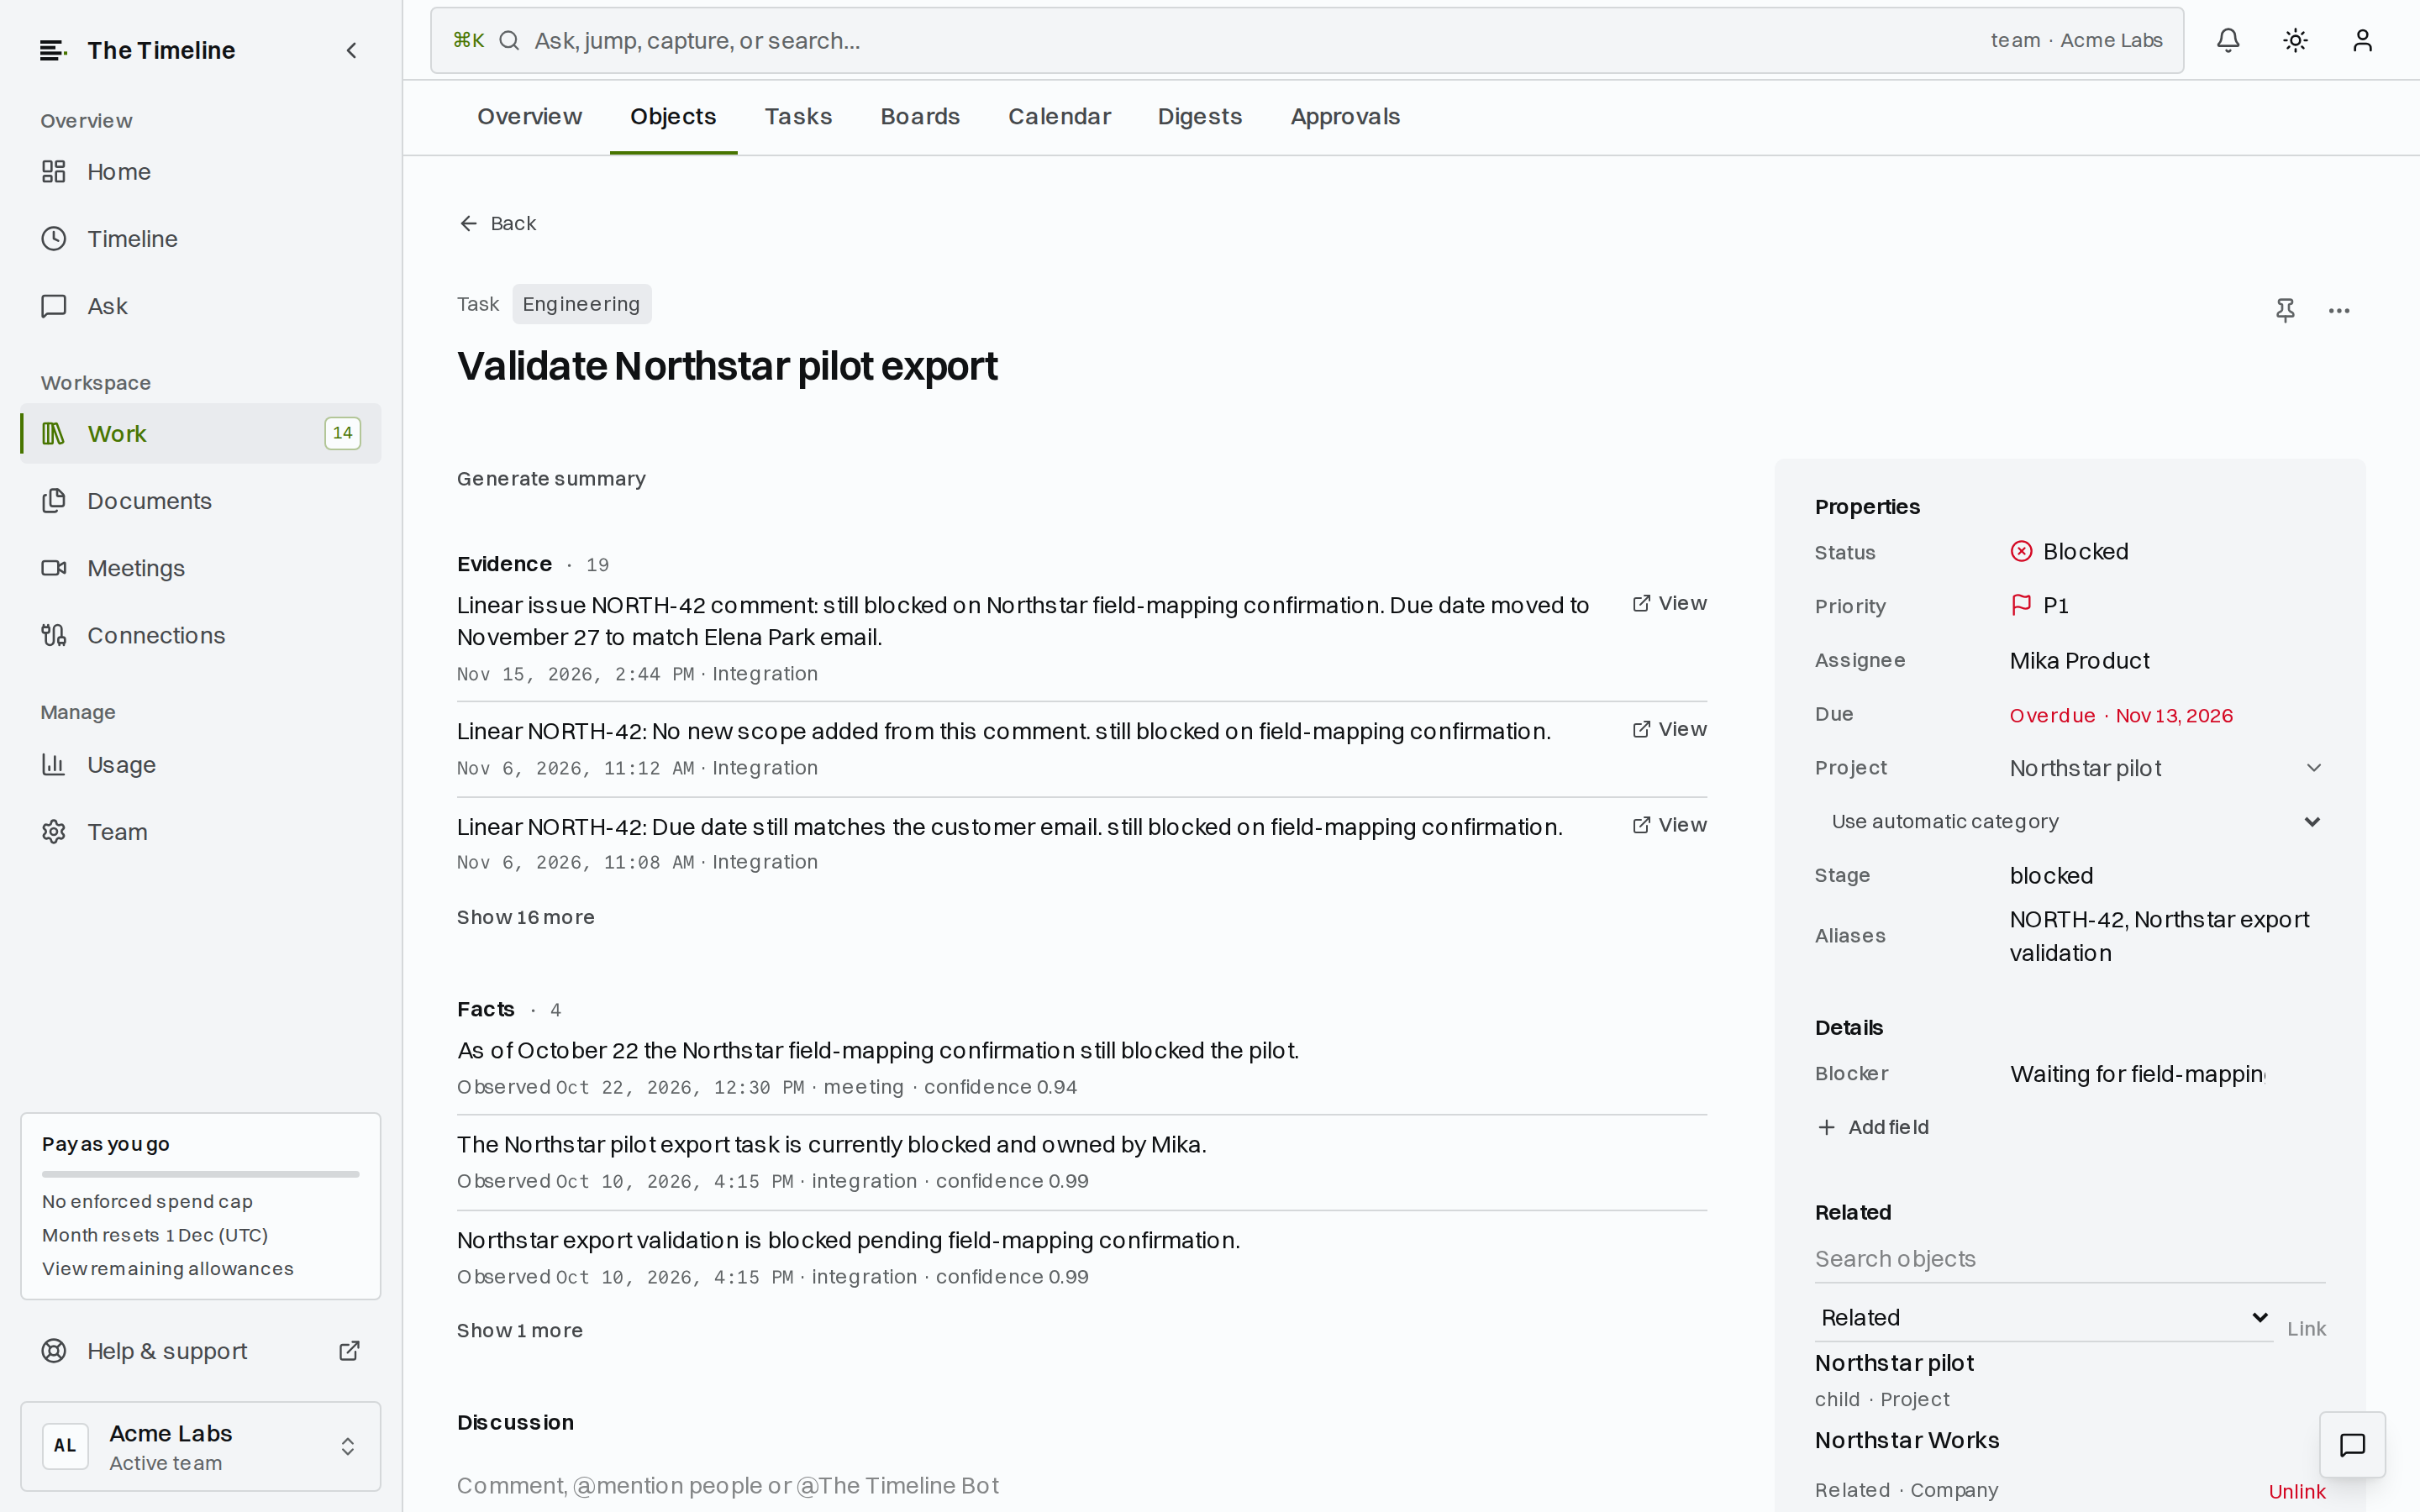 The Timeline
Overview
Home
Timeline
Ask
Workspace
Work 14
Documents
Meetings
Connections
Manage
Usage
Team
Pay as you go
No enforced spend cap
Month resets 1 Dec (UTC)
View remaining allowances
Help & support
AL Acme Labs
Active team
⌘K Ask, jump, capture, or search... team · Acme Labs
Overview Objects Tasks Boards Calendar Digests Approvals
Back
Task Engineering
Validate Northstar pilot export
Generate summary
Evidence · 19
Linear issue NORTH-42 comment: still blocked on Northstar field-mapping confirmation. Due date moved to
November 27 to match Elena Park email.
View
Nov 15, 2026, 2:44 PM · Integration
Linear NORTH-42: No new scope added from this comment. still blocked on field-mapping confirmation.
View
Nov 6, 2026, 11:12 AM · Integration
Linear NORTH-42: Due date still matches the customer email. still blocked on field-mapping confirmation.
View
Nov 6, 2026, 11:08 AM · Integration
Show 16 more
Facts · 4
As of October 22 the Northstar field-mapping confirmation still blocked the pilot.
Observed Oct 22, 2026, 12:30 PM · meeting · confidence 0.94
The Northstar pilot export task is currently blocked and owned by Mika.
Observed Oct 10, 2026, 4:15 PM · integration · confidence 0.99
Northstar export validation is blocked pending field-mapping confirmation.
Observed Oct 10, 2026, 4:15 PM · integration · confidence 0.99
Show 1 more
Discussion
Comment, @mention people or @The Timeline Bot
Properties
Status Blocked
Priority P1
Assignee Mika Product
Due Overdue · Nov 13, 2026
Project Northstar pilot
Use automatic category
Stage blocked
Aliases NORTH-42, Northstar export
validation
Details
Blocker Waiting for field-mapping
Add field
Related
Search objects
Related Link
Northstar pilot
child · Project
Northstar Works
Related · Company Unlink